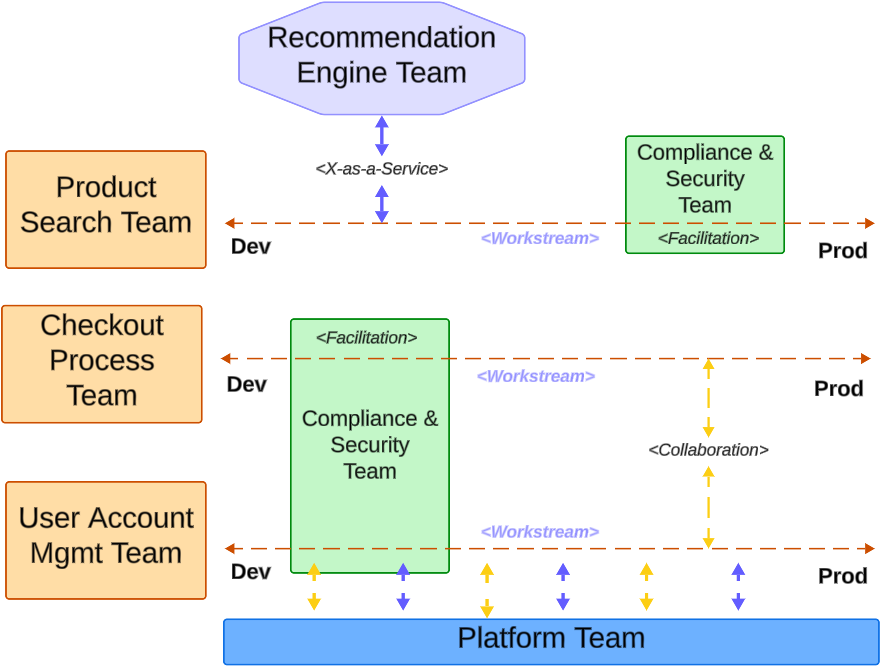 Recommendation
Engine Team
<X-as-a-Service>
Compliance &
Security
Team
<Facilitation>
Product
Search Team
Dev
<Workstream>
Prod
Checkout
Process
Team
<Facilitation>
Dev
<Workstream>
Prod
Compliance &
Security
Team
<Collaboration>
User Account
Mgmt Team
<Workstream>
Dev
Prod
Platform Team